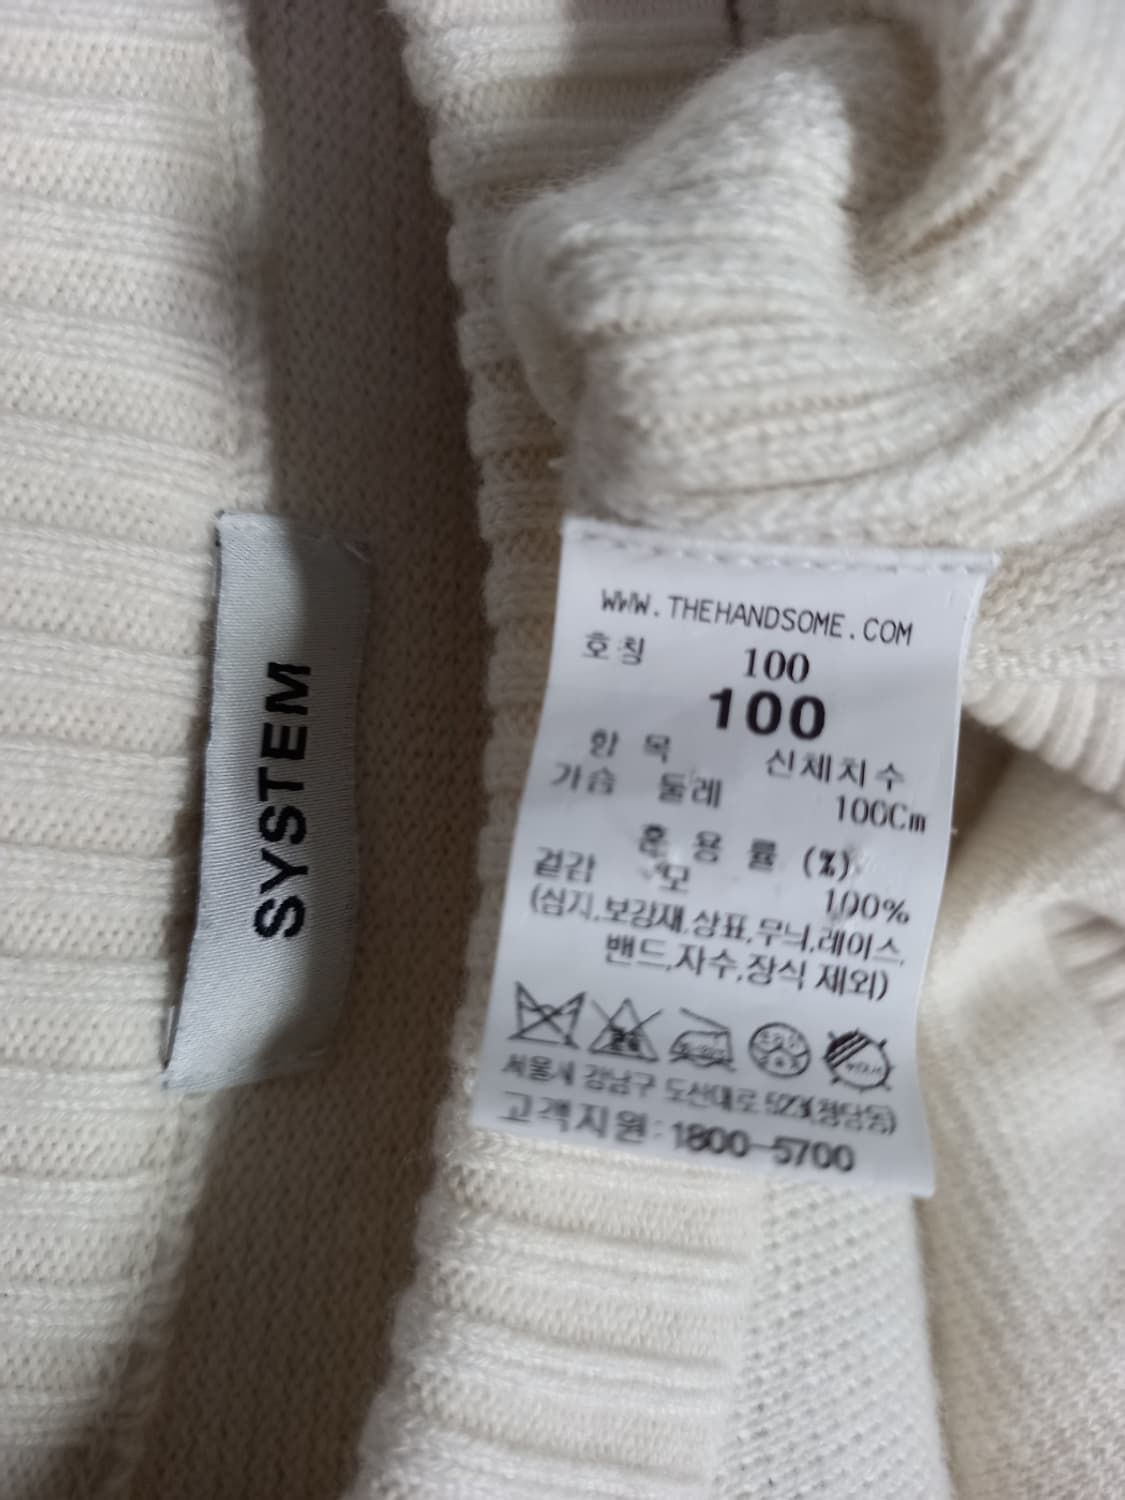 SYSTEM
WWW.THEHANDSOME.COM
호칭 100
100
항 목 신체치수
가슴 둘레 100Cm
혼 용 률 (%)
겉감 모 100%
(심지,보강재,상표,무늬,레이스,
밴드,자수,장식 제외)
서울시 강남구 도산대로 523(청담동)
고객지원:1800-5700